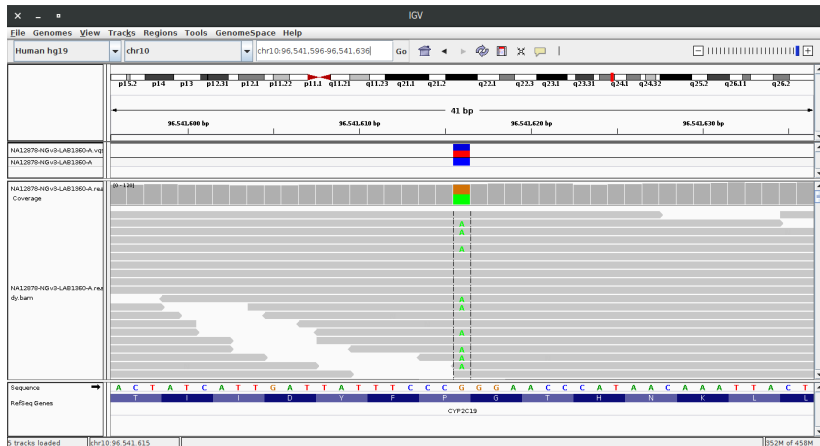 IGV
File Genomes View Tracks Regions Tools GenomeSpace Help
Human hg19 chr10 chr10:96,541,596-96,541,636 Go
p15.2 p14 p13 p12.31 p12.1 p11.22 p11.1 q11.21 q11.23 q21.1 q21.2 q22.1 q22.3 q23.1 q23.31 q24.1 q24.32 q25.2 q26.11 q26.2
41 bp
96,541,600 bp 96,541,610 bp 96,541,620 bp 96,541,630 bp
NA12878-NGv3-LAB1360-A.vqs
NA12878-NGv3-LAB1360-A
NA12878-NGv3-LAB1360-A.rea
Coverage
[0 - 128]
A
A
A
NA12878-NGv3-LAB1360-A.rea
dy.bam
A
A
A
A
A
A
Sequence A C T A T C A T T G A T T A T T T C C C G G G A A C C C A T A A C A A A T T A C T
RefSeq Genes T I I D Y F P G T H N K L L
CYP2C19
5 tracks loaded chr10:96,541,615 352M of 458M